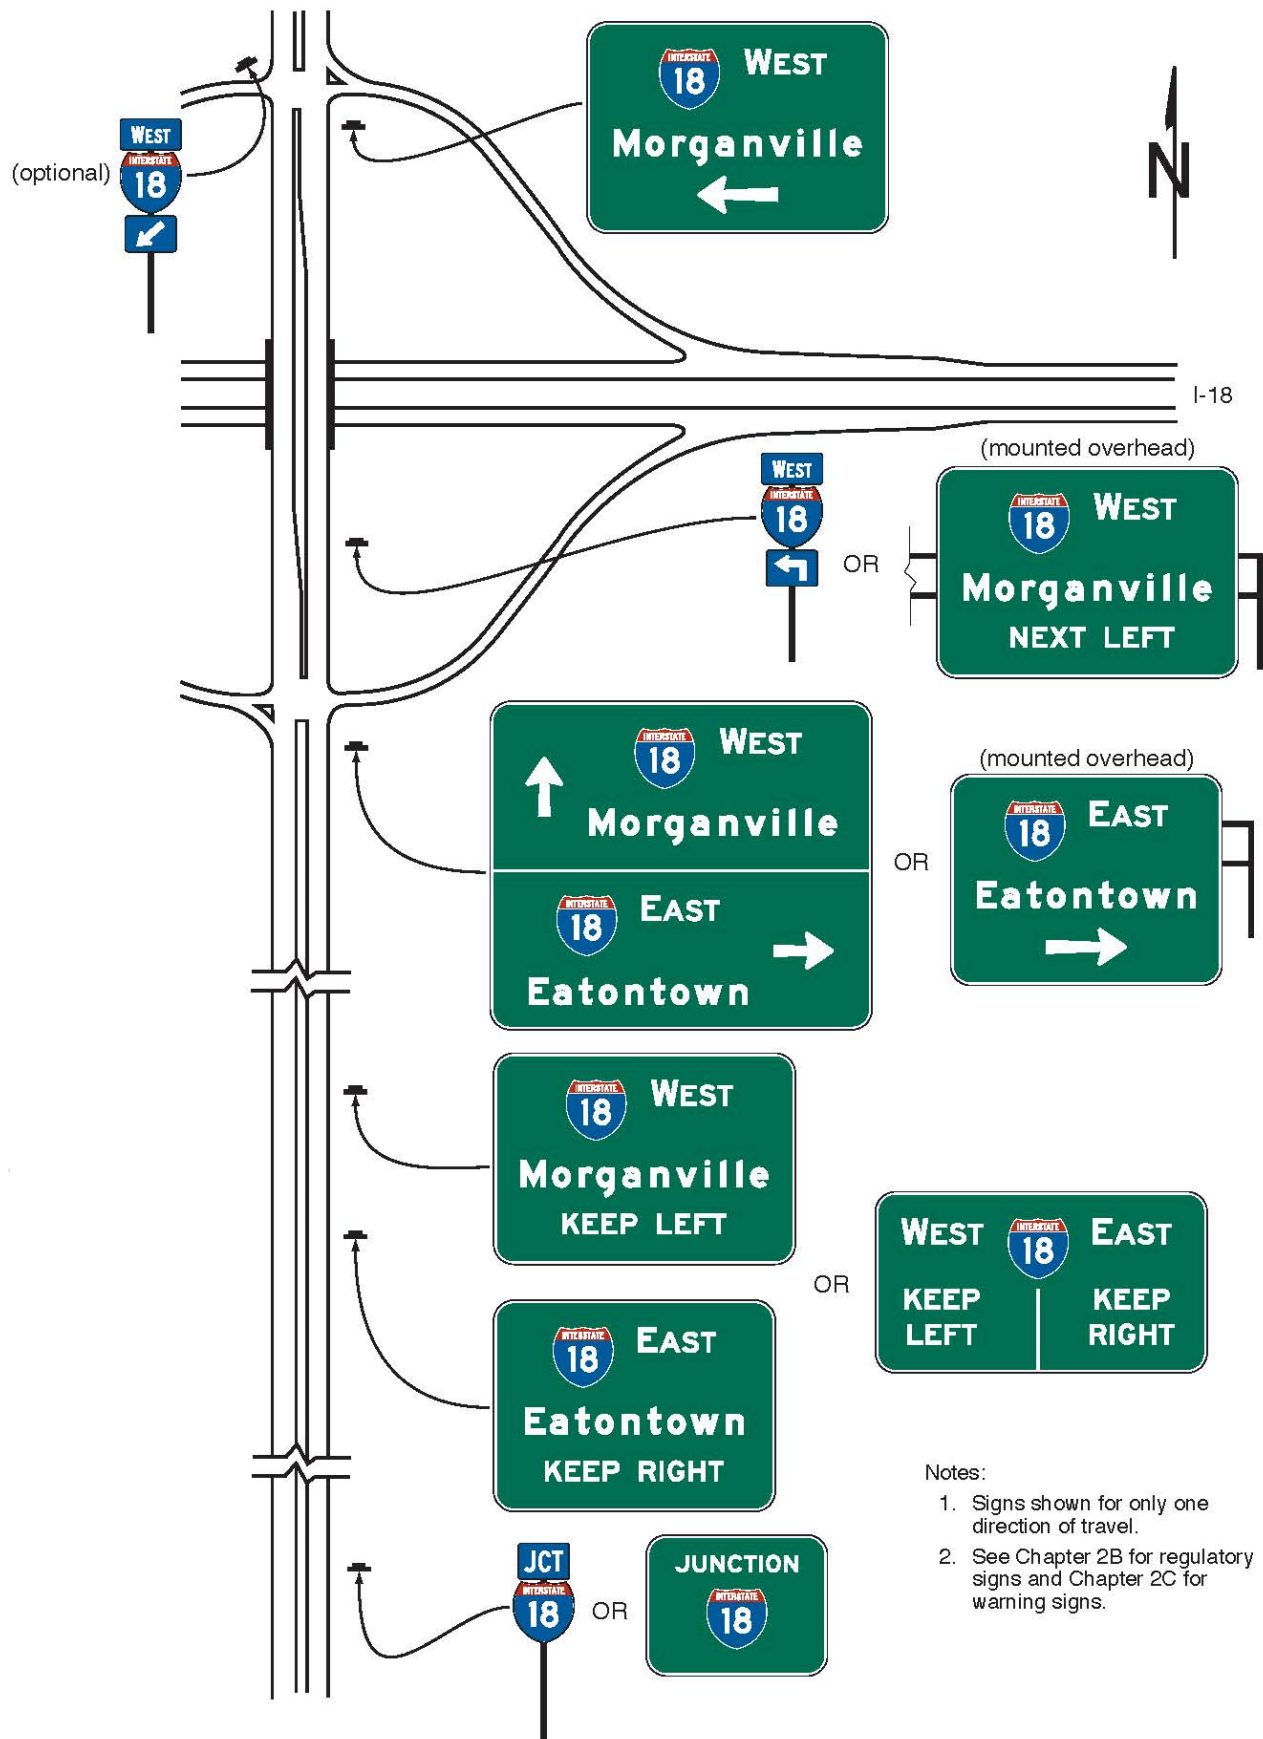 INTERSTATE
18 WEST
Morganville
WEST
(optional)
INTERSTATE
18
N
I-18
(mounted overhead)
WEST
INTERSTATE
18
OR
INTERSTATE
18 WEST
Morganville
NEXT LEFT
INTERSTATE
18 WEST
Morganville
INTERSTATE
18 EAST
Eatontown
OR
(mounted overhead)
INTERSTATE
18 EAST
Eatontown
INTERSTATE
18 WEST
Morganville
KEEP LEFT
INTERSTATE
18 EAST
Eatontown
KEEP RIGHT
OR
WEST INTERSTATE 18 EAST
KEEP LEFT
KEEP RIGHT
Notes:
1. Signs shown for only one
direction of travel.
2. See Chapter 2B for regulatory
signs and Chapter 2C for
warning signs.
JCT
INTERSTATE
18
OR
JUNCTION
INTERSTATE
18